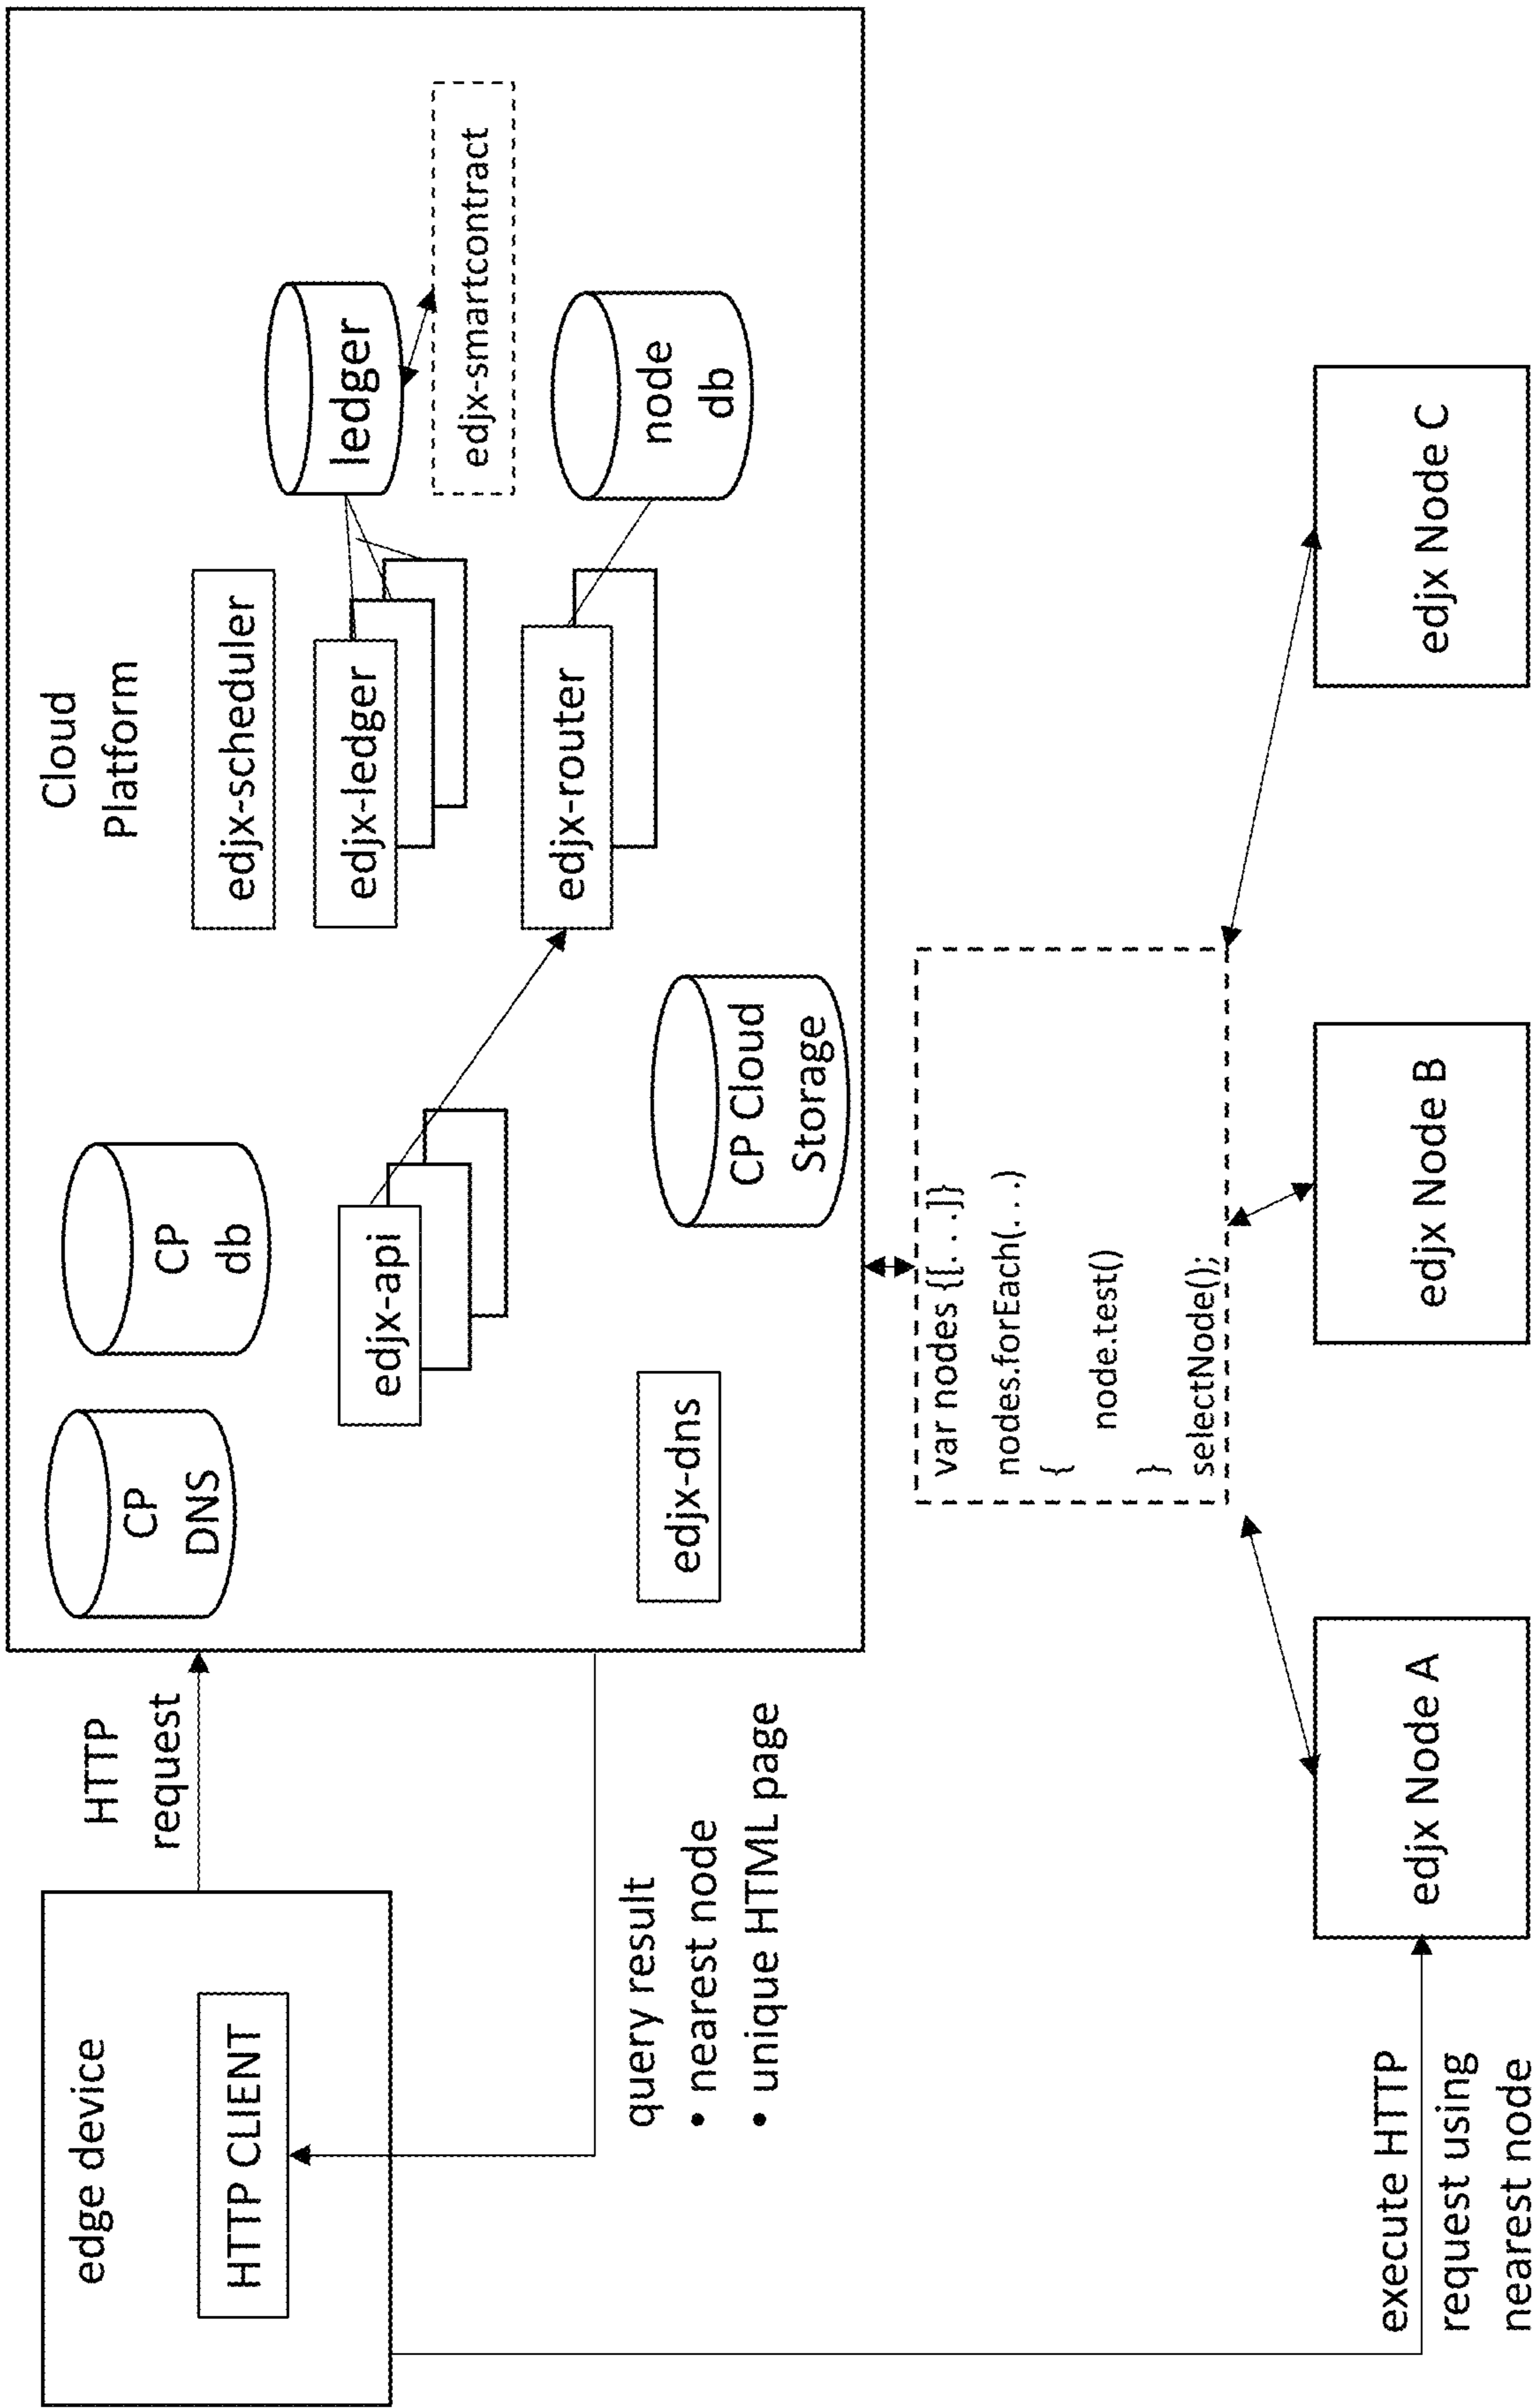 edge device
HTTP CLIENT
HTTP
request
query result
• nearest node
• unique HTML page
execute HTTP
request using
nearest node
Cloud
Platform
CP
DNS
CP
db
edjx-api
edjx-dns
CP Cloud
Storage
edjx-scheduler
edjx-ledger
edjx-router
ledger
edjx-smartcontract
node
db
var nodes {[. . .]}
nodes.forEach(. . .)
{
node.test()
}
selectNode();
edjx Node A
edjx Node B
edjx Node C